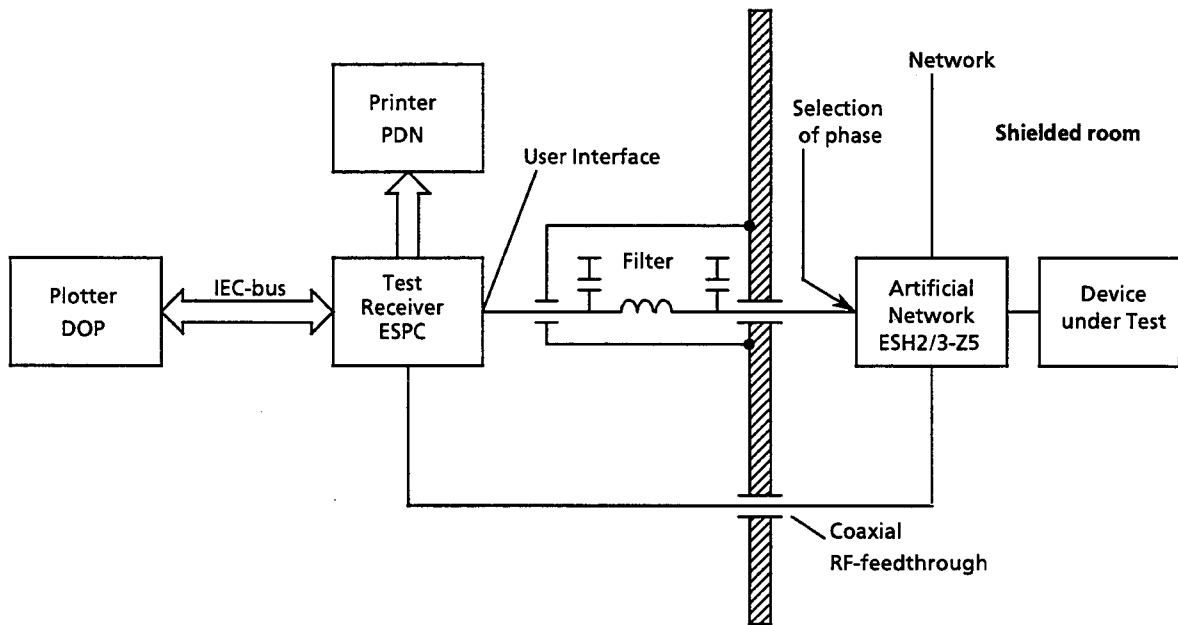 Network
Printer
PDN
Selection
of phase
Shielded room
User Interface
Filter
IEC-bus
Plotter
DOP
Test
Receiver
ESPC
Artificial
Network
ESH2/3-Z5
Device
under Test
Coaxial
RF-feedthrough